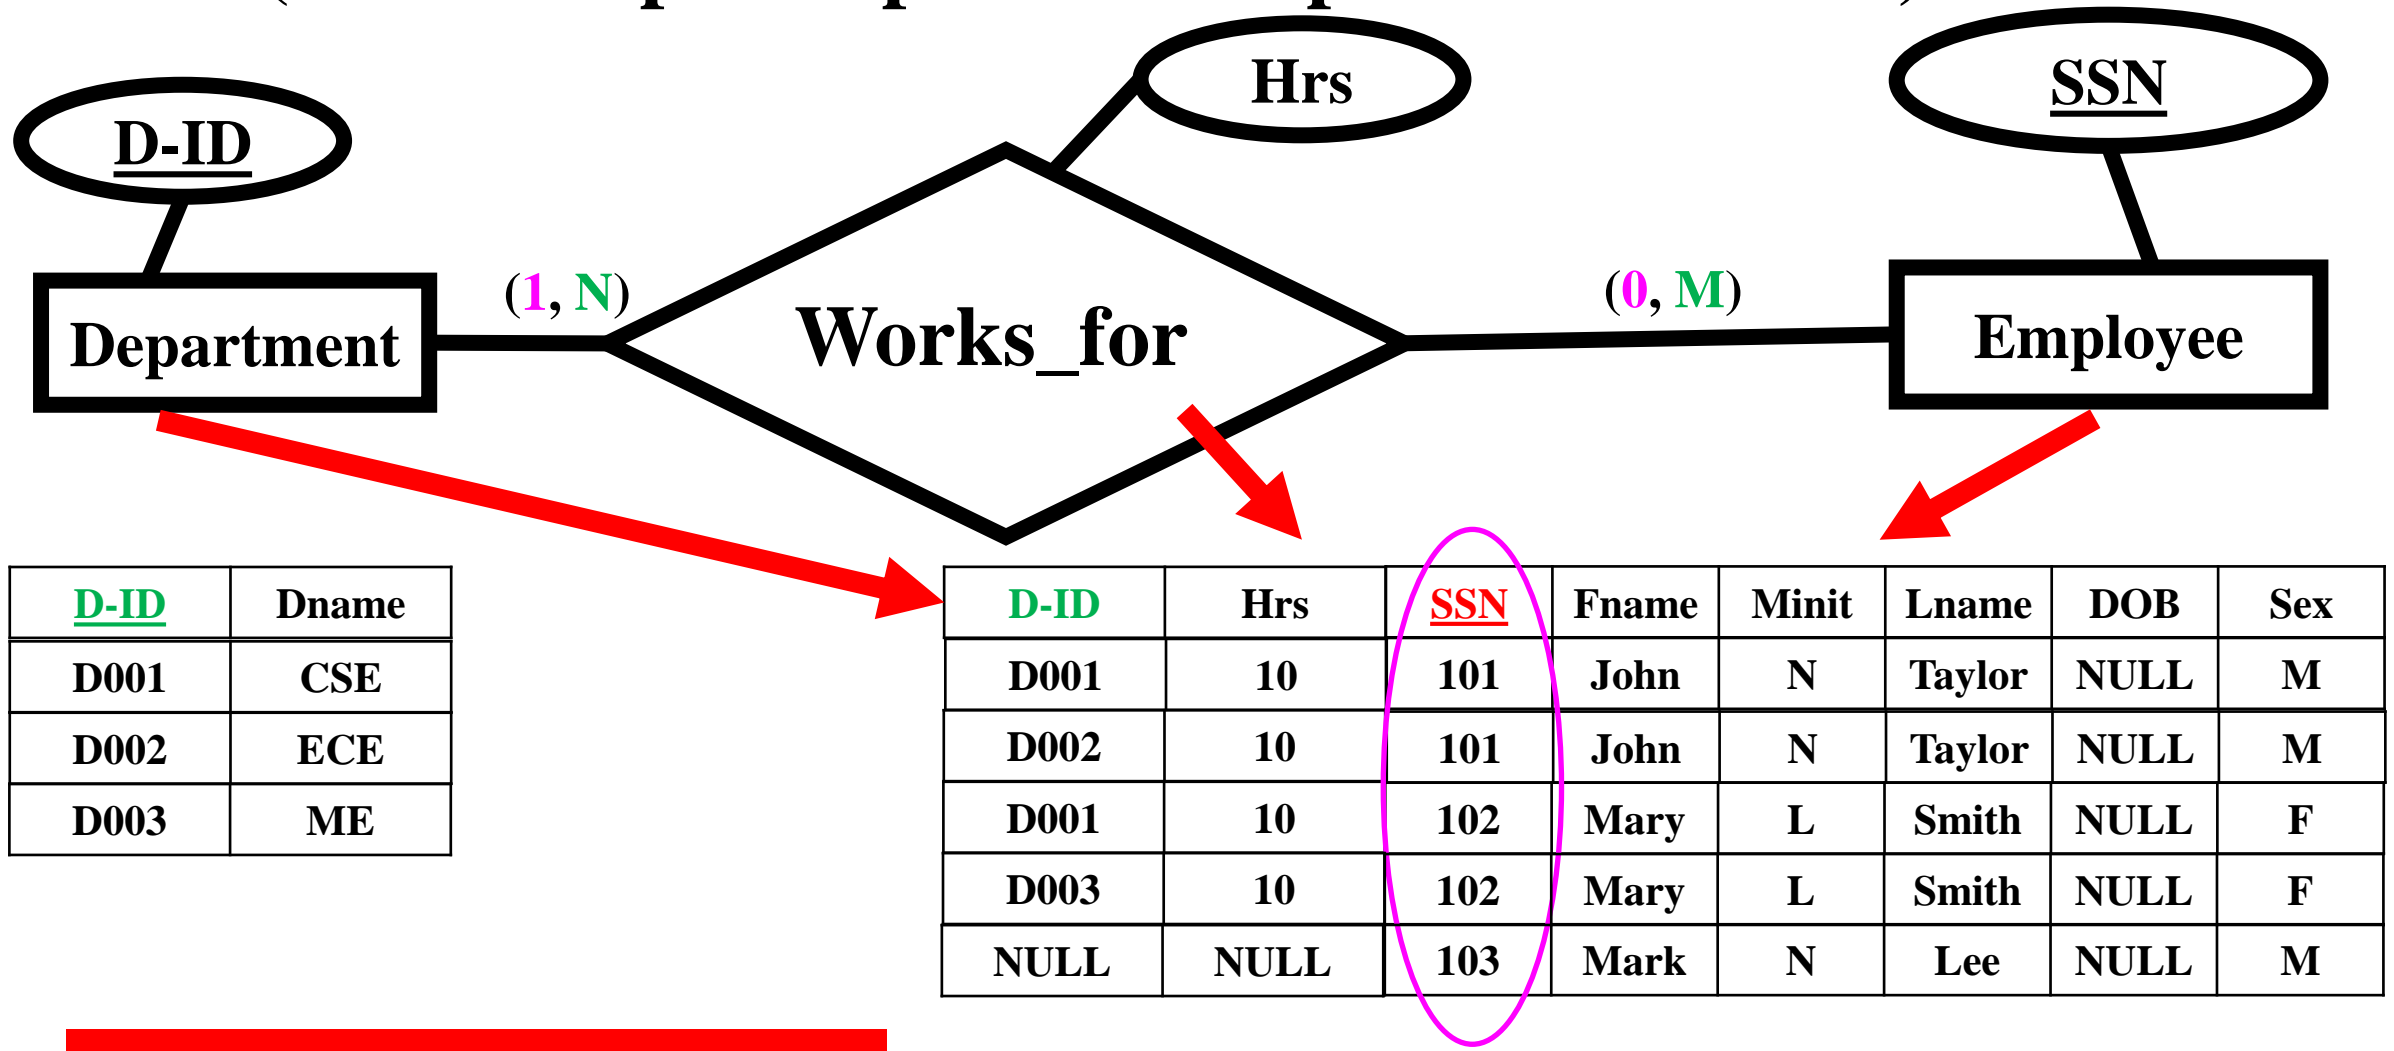 Hrs
SSN
D-ID
(1, N)
(0, M)
Department
Works_for
Employee
D-ID Dname
D001 CSE
D002 ECE
D003 ME
D-ID Hrs SSN Fname Minit Lname DOB Sex
D001 10 101 John N Taylor NULL M
D002 10 101 John N Taylor NULL M
D001 10 102 Mary L Smith NULL F
D003 10 102 Mary L Smith NULL F
NULL NULL 103 Mark N Lee NULL M